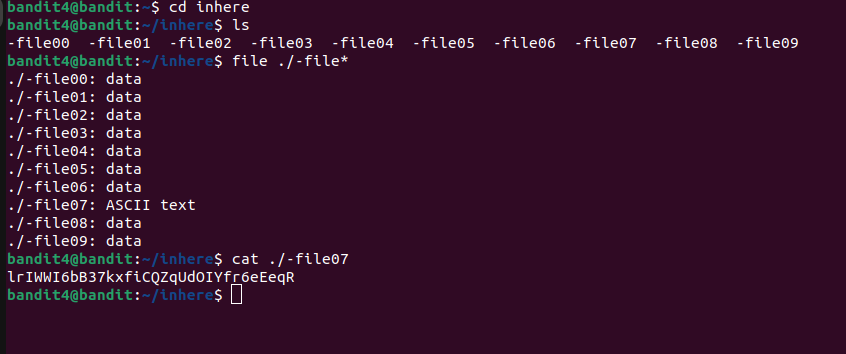 bandit4@bandit:~$ cd inhere
bandit4@bandit:~/inhere$ ls
-file00  -file01  -file02  -file03  -file04  -file05  -file06  -file07  -file08  -file09
bandit4@bandit:~/inhere$ file ./-file*
./-file00: data
./-file01: data
./-file02: data
./-file03: data
./-file04: data
./-file05: data
./-file06: data
./-file07: ASCII text
./-file08: data
./-file09: data
bandit4@bandit:~/inhere$ cat ./-file07
lrIWWI6bB37kxfiCQZqUdOIYfr6eEeqR
bandit4@bandit:~/inhere$